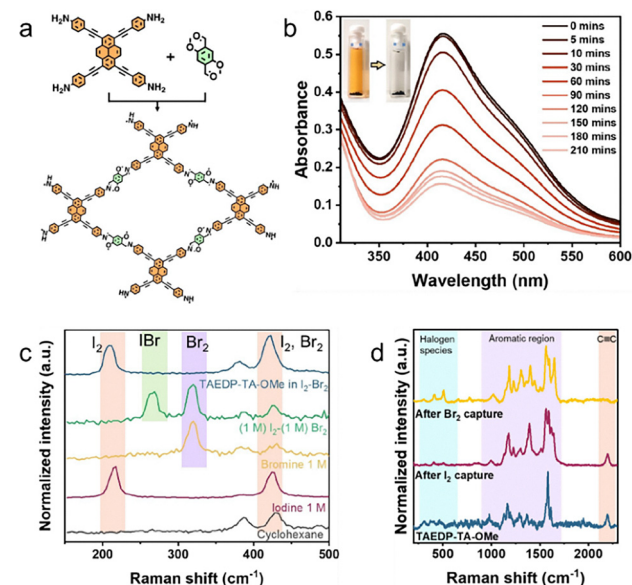 a
H₂N
NH₂
+
H₂N
NH₂
b
Absorbance
0.6
0.5
0.4
0.3
0.2
0.1
0.0
350 400 450 500 550 600
Wavelength (nm)
0 mins
5 mins
10 mins
30 mins
60 mins
90 mins
120 mins
150 mins
180 mins
210 mins
c
Normalized intensity (a.u.)
I₂
IBr
Br₂
I₂, Br₂
TAEDP-TA-OMe in I₂-Br₂
(1 M) I₂-(1 M) Br₂
Bromine 1 M
Iodine 1 M
Cyclohexane
200 300 400 500
Raman shift (cm⁻¹)
d
Normalized intensity (a.u.)
Halogen
species
Aromatic region
C≡C
After Br₂ capture
After I₂ capture
TAEDP-TA-OMe
500 1000 1500 2000
Raman shift (cm⁻¹)